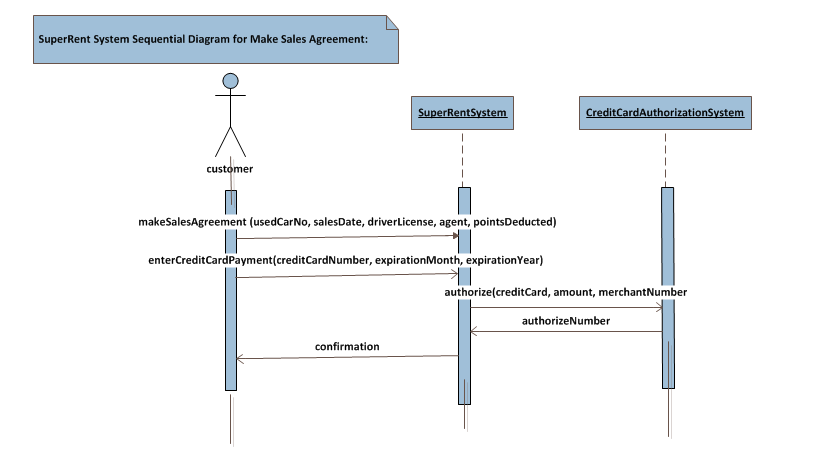 SuperRent System Sequential Diagram for Make Sales Agreement:
SuperRentSystem
CreditCardAuthorizationSystem
customer
makeSalesAgreement (usedCarNo, salesDate, driverLicense, agent, pointsDeducted)
enterCreditCardPayment(creditCardNumber, expirationMonth, expirationYear)
authorize(creditCard, amount, merchantNumber
authorizeNumber
confirmation